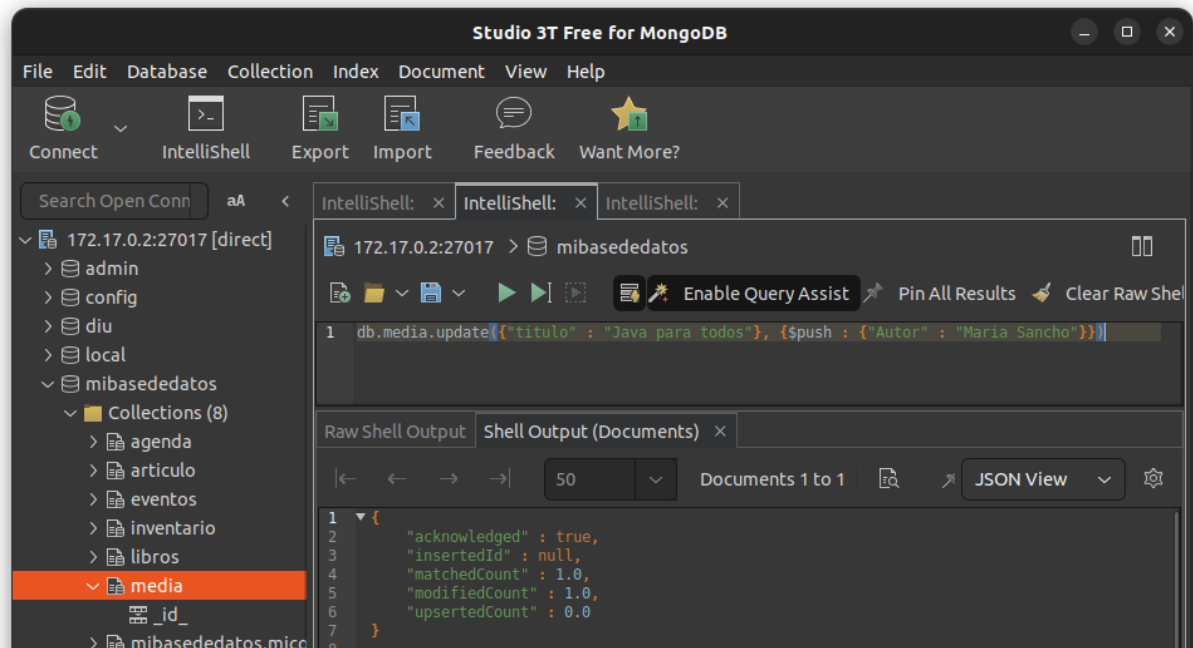 Studio 3T Free for MongoDB
File Edit Database Collection Index Document View Help
Connect IntelliShell Export Import Feedback Want More?
Search Open Conn aA
IntelliShell: × IntelliShell: × IntelliShell: ×
172.17.0.2:27017 [direct]
admin
config
diu
local
mibasededatos
Collections (8)
agenda
articulo
eventos
inventario
libros
media
_id_
mibasededatos.mico
172.17.0.2:27017 > mibasededatos
Enable Query Assist Pin All Results Clear Raw Shel
1 db.media.update({"titulo" : "Java para todos"}, {$push : {"Autor" : "Maria Sancho"}})
Raw Shell Output Shell Output (Documents) ×
50 Documents 1 to 1 JSON View
1 {
2 "acknowledged" : true,
3 "insertedId" : null,
4 "matchedCount" : 1.0,
5 "modifiedCount" : 1.0,
6 "upsertedCount" : 0.0
7 }